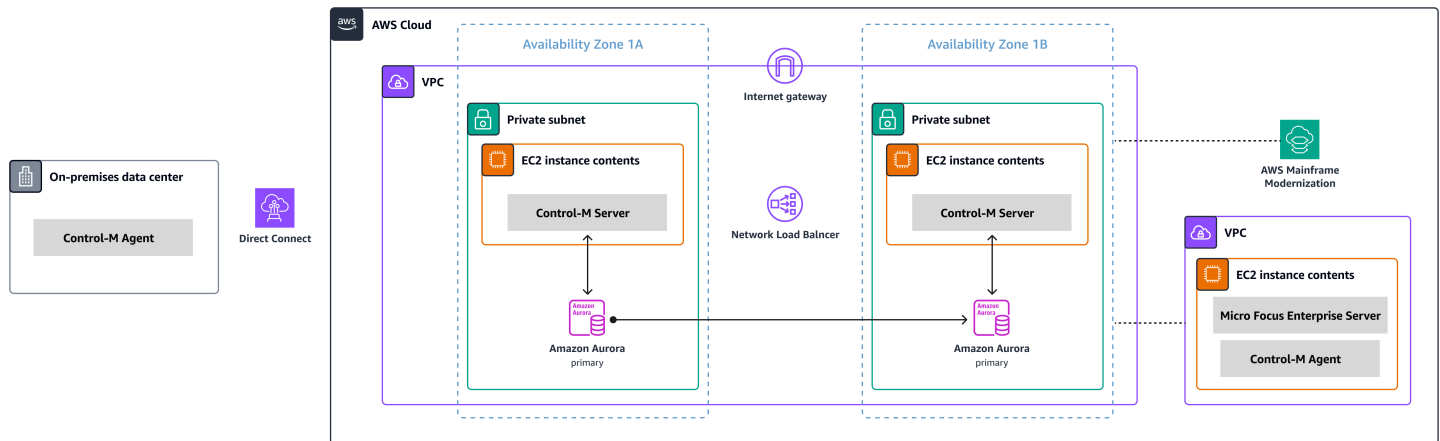 aws
AWS Cloud
Availability Zone 1A
Availability Zone 1B
VPC
Internet gateway
Private subnet
Private subnet
EC2 instance contents
EC2 instance contents
AWS Mainframe
Modernization
On-premises data center
Control-M Agent
Direct Connect
Control-M Server
Network Load Balncer
Control-M Server
VPC
EC2 instance contents
Micro Focus Enterprise Server
Control-M Agent
Amazon
Aurora
Amazon Aurora
primary
Amazon
Aurora
Amazon Aurora
primary